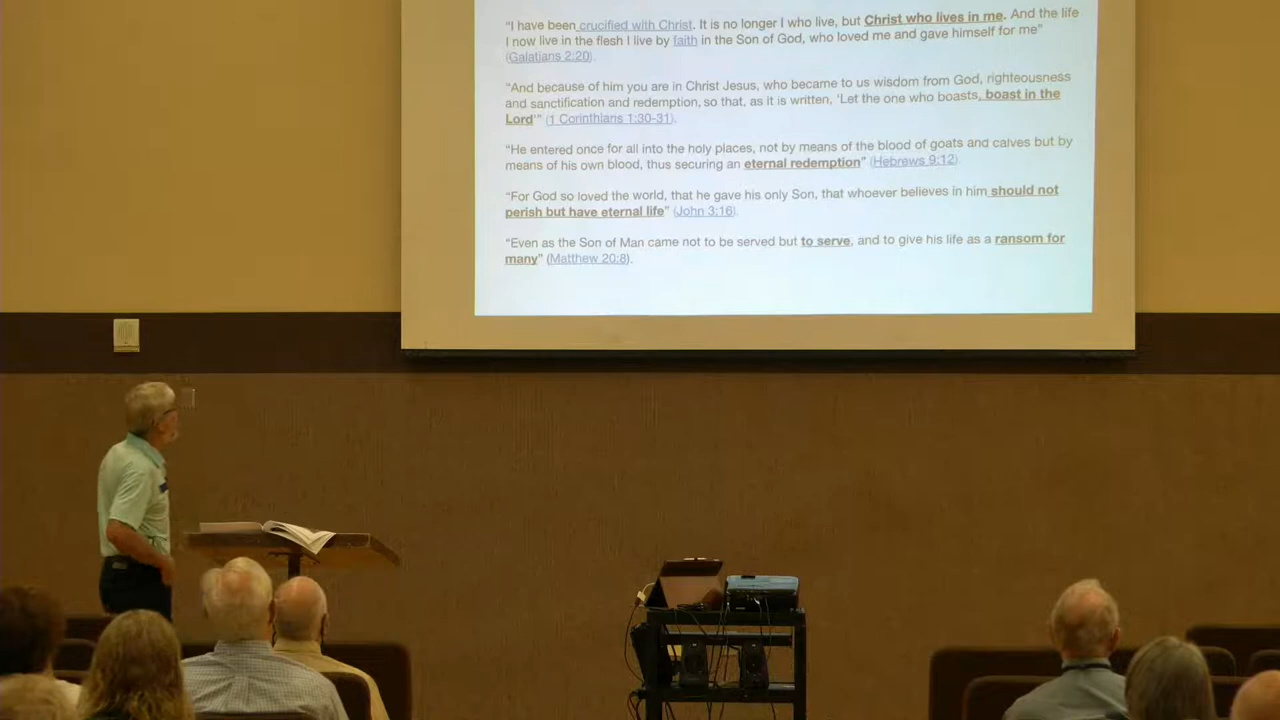 “I have been crucified with Christ. It is no longer I who live, but Christ who lives in me. And the life
I now live in the flesh I live by faith in the Son of God, who loved me and gave himself for me”
(Galatians 2:20).
“And because of him you are in Christ Jesus, who became to us wisdom from God, righteousness
and sanctification and redemption, so that, as it is written, ‘Let the one who boasts, boast in the
Lord’” (1 Corinthians 1:30-31).
“He entered once for all into the holy places, not by means of the blood of goats and calves but by
means of his own blood, thus securing an eternal redemption” (Hebrews 9:12).
“For God so loved the world, that he gave his only Son, that whoever believes in him should not
perish but have eternal life” (John 3:16).
“Even as the Son of Man came not to be served but to serve, and to give his life as a ransom for
many” (Matthew 20:8).